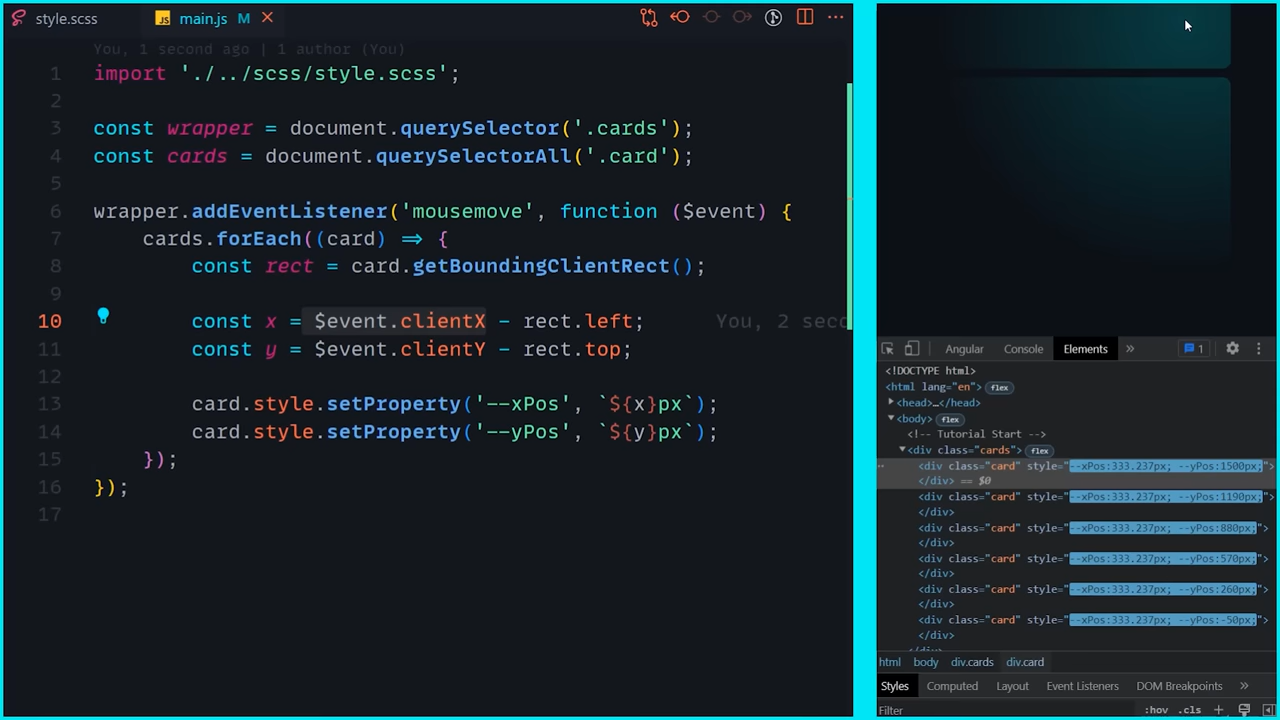 style.scss
JS main.js M
You, 1 second ago | 1 author (You)
1 import './../scss/style.scss';
2
3 const wrapper = document.querySelector('.cards');
4 const cards = document.querySelectorAll('.card');
5
6 wrapper.addEventListener('mousemove', function ($event) {
7 cards.forEach((card) => {
8 const rect = card.getBoundingClientRect();
9
10 const x = $event.clientX - rect.left; You, 2 seco
11 const y = $event.clientY - rect.top;
12
13 card.style.setProperty('--xPos', `${x}px`);
14 card.style.setProperty('--yPos', `${y}px`);
15 });
16 });
17
Angular Console Elements » 1
<!DOCTYPE html>
<html lang="en"> flex
<head>…</head>
<body> flex
<!-- Tutorial Start -->
<div class="cards"> flex
<div class="card" style="--xPos:333.237px; --yPos:1500px;">
</div> == $0
<div class="card" style="--xPos:333.237px; --yPos:1190px;">
</div>
<div class="card" style="--xPos:333.237px; --yPos:880px;">
</div>
<div class="card" style="--xPos:333.237px; --yPos:570px;">
</div>
<div class="card" style="--xPos:333.237px; --yPos:260px;">
</div>
<div class="card" style="--xPos:333.237px; --yPos:-50px;">
</div>
html body div.cards div.card
Styles Computed Layout Event Listeners DOM Breakpoints »
Filter :hov .cls +